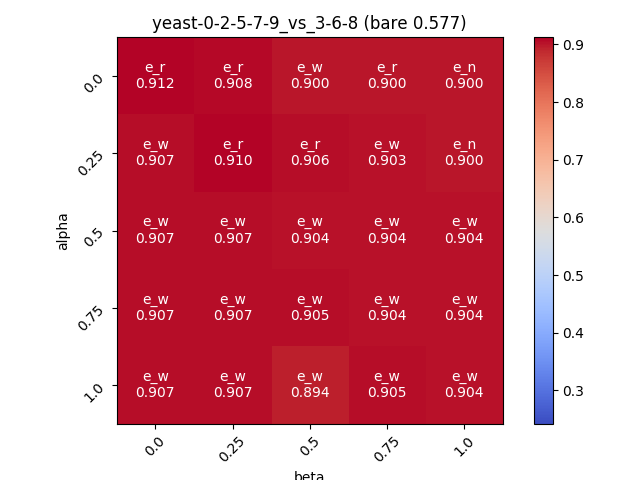 yeast-0-2-5-7-9_vs_3-6-8 (bare 0.577)
e_r e_r e_w e_r e_n
0.0 0.912 0.908 0.900 0.900 0.900
e_w e_r e_r e_w e_n
0.25 0.907 0.910 0.906 0.903 0.900
e_w e_w e_w e_w e_w
0.5 0.907 0.907 0.904 0.904 0.904
e_w e_w e_w e_w e_w
0.75 0.907 0.907 0.905 0.904 0.904
e_w e_w e_w e_w e_w
1.0 0.907 0.907 0.894 0.905 0.904
alpha
0.0 0.25 0.5 0.75 1.0
beta
0.9
0.8
0.7
0.6
0.5
0.4
0.3